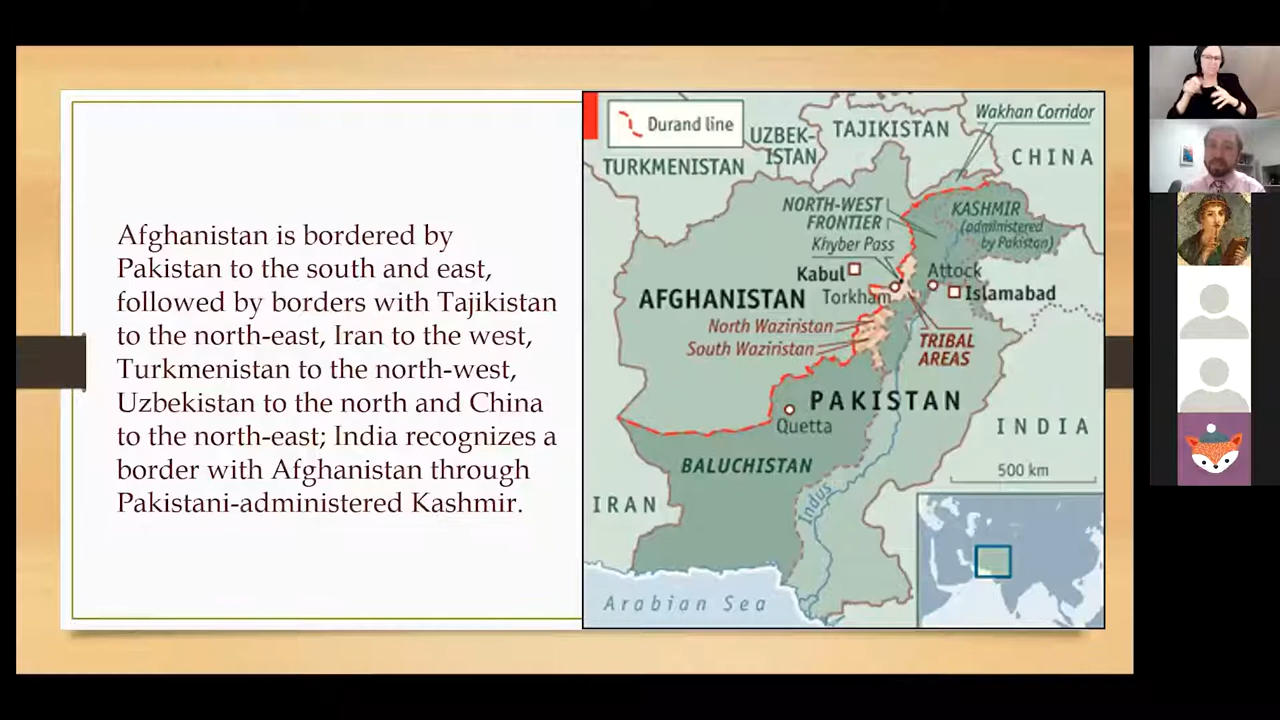 Afghanistan is bordered by
Pakistan to the south and east,
followed by borders with Tajikistan
to the north-east, Iran to the west,
Turkmenistan to the north-west,
Uzbekistan to the north and China
to the north-east; India recognizes a
border with Afghanistan through
Pakistani-administered Kashmir.
Durand line
Wakhan Corridor
UZBEK-
ISTAN
TAJIKISTAN
TURKMENISTAN
CHINA
NORTH-WEST
FRONTIER
KASHMIR
(administered
by Pakistan)
Khyber Pass
Kabul
Attock
AFGHANISTAN
Torkham
Islamabad
North Waziristan
South Waziristan
TRIBAL
AREAS
PAKISTAN
Quetta
INDIA
BALUCHISTAN
500 km
IRAN
Indus
Arabian Sea